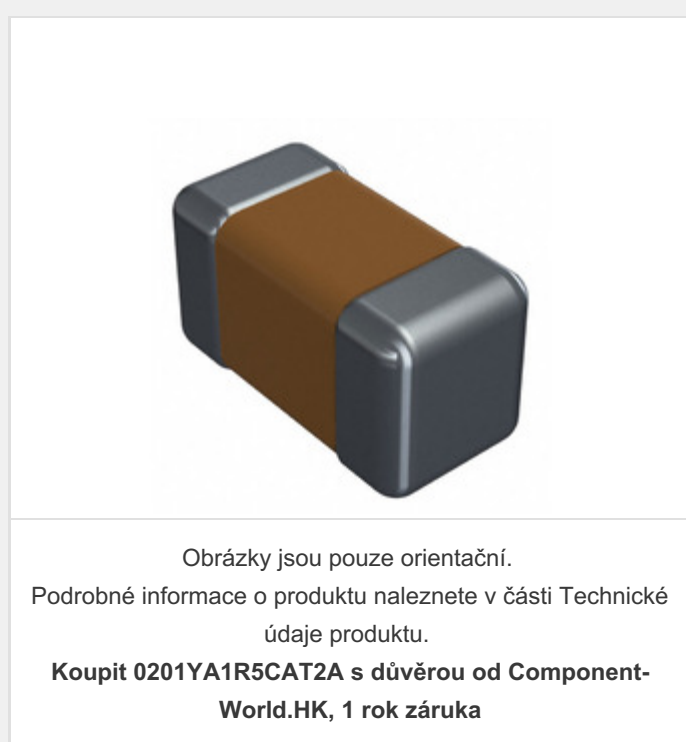 Obrázky jsou pouze orientační.
Podrobné informace o produktu naleznete v části Technické
údaje produktu.
Koupit 0201YA1R5CAT2A s důvěrou od Component-
World.HK, 1 rok záruka